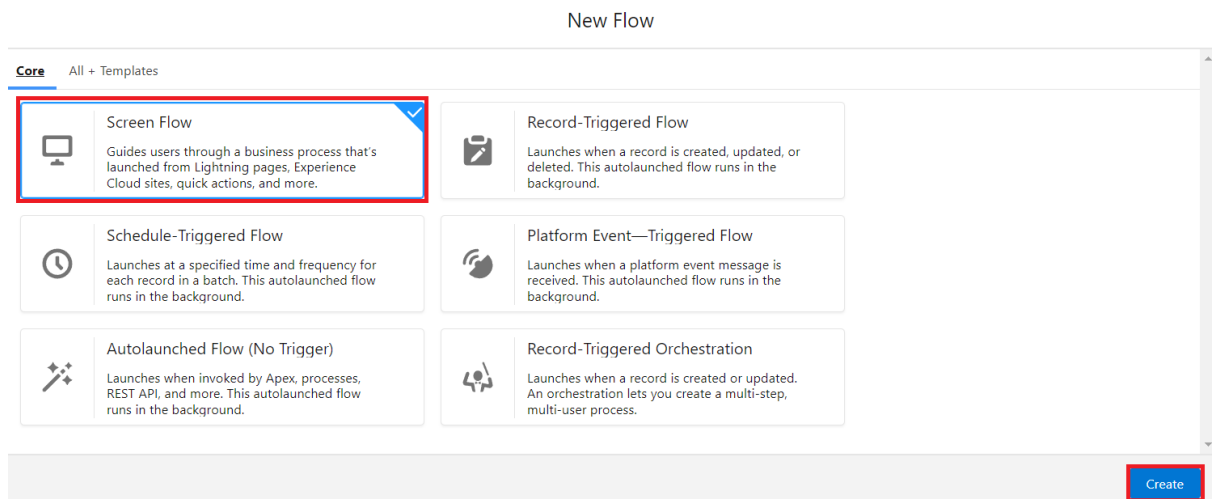 New Flow
Core
All + Templates
Screen Flow
Guides users through a business process that's
launched from Lightning pages, Experience
Cloud sites, quick actions, and more.
Record-Triggered Flow
Launches when a record is created, updated, or
deleted. This autolaunched flow runs in the
background.
Schedule-Triggered Flow
Launches at a specified time and frequency for
each record in a batch. This autolaunched flow
runs in the background.
Platform Event—Triggered Flow
Launches when a platform event message is
received. This autolaunched flow runs in the
background.
Autolaunched Flow (No Trigger)
Launches when invoked by Apex, processes,
REST API, and more. This autolaunched flow
runs in the background.
Record-Triggered Orchestration
Launches when a record is created or updated.
An orchestration lets you create a multi-step,
multi-user process.
Create